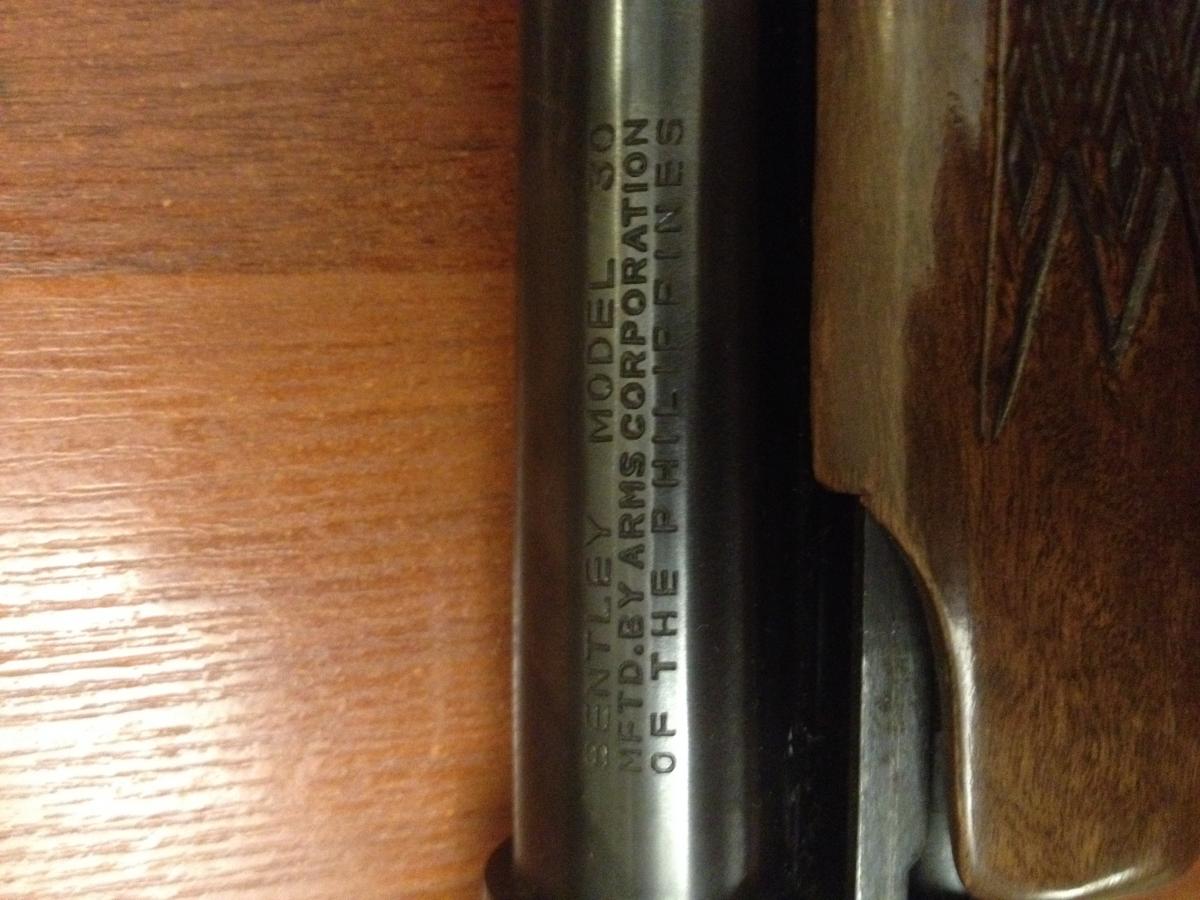 BENTLEY MODEL 30
MFTD. BY ARMS CORPORATION
OF THE PHILIPPINES